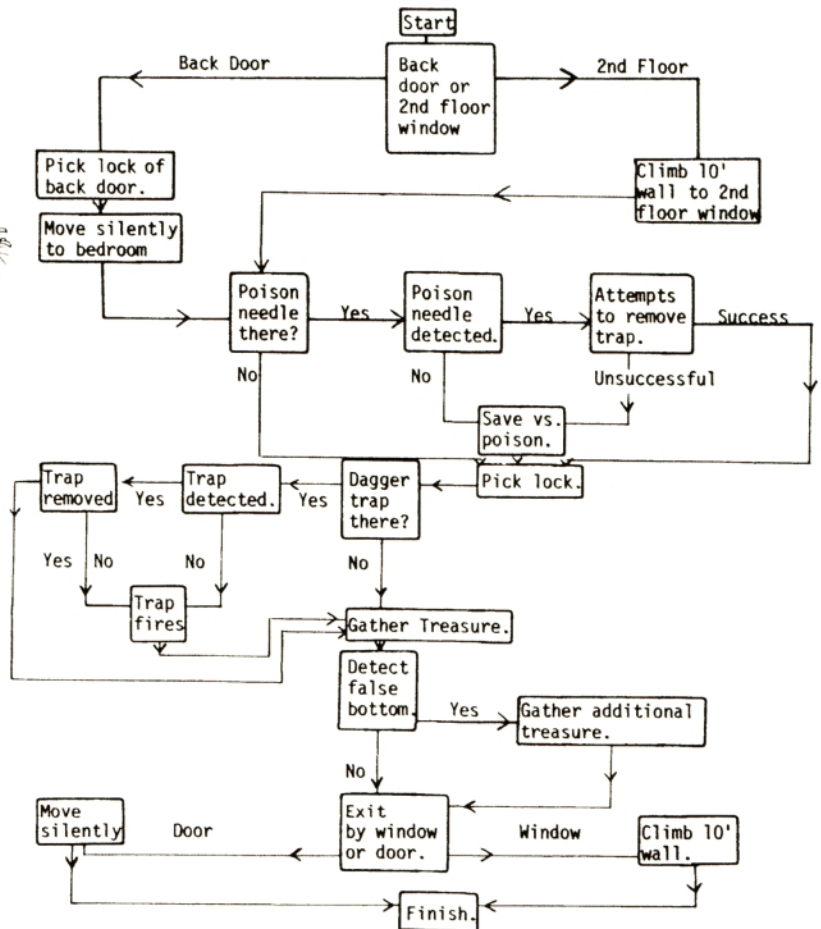 Start
Back Door
Back
door or
2nd floor
window
2nd Floor
Pick lock of
back door.
Climb 10'
wall to 2nd
floor window
Move silently
to bedroom
Poison
needle
there?
Yes
Poison
needle
detected.
Yes
Attempts
to remove
trap.
Success
No
No
Unsuccessful
Save vs.
poison.
Trap
removed
Yes
Trap
detected.
Yes
Dagger
trap
there?
Pick lock.
Yes
No
No
No
Trap
fires
Gather Treasure.
Detect
false
bottom.
Yes
Gather additional
treasure.
No
Move
silently
Door
Exit
by window
or door.
Window
Climb 10'
wall.
Finish.